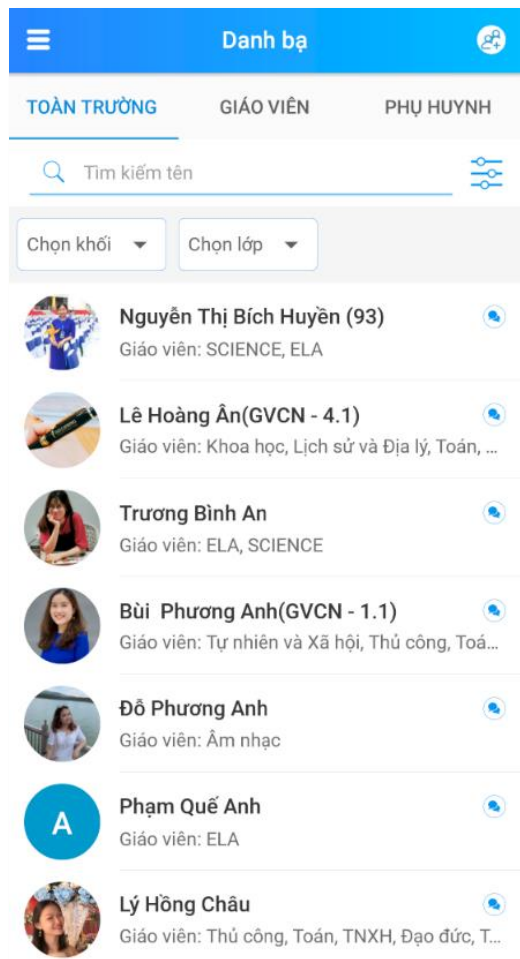 Danh bạ
TOÀN TRƯỜNG GIÁO VIÊN PHỤ HUYNH
Tìm kiếm tên
Chọn khối Chọn lớp
Nguyễn Thị Bích Huyền (93)
Giáo viên: SCIENCE, ELA
Lê Hoàng Ân(GVCN - 4.1)
Giáo viên: Khoa học, Lịch sử và Địa lý, Toán, ...
Trương Bình An
Giáo viên: ELA, SCIENCE
Bùi  Phương Anh(GVCN - 1.1)
Giáo viên: Tự nhiên và Xã hội, Thủ công, Toá...
Đỗ Phương Anh
Giáo viên: Âm nhạc
A
Phạm Quế Anh
Giáo viên: ELA
Lý Hồng Châu
Giáo viên: Thủ công, Toán, TNXH, Đạo đức, T...